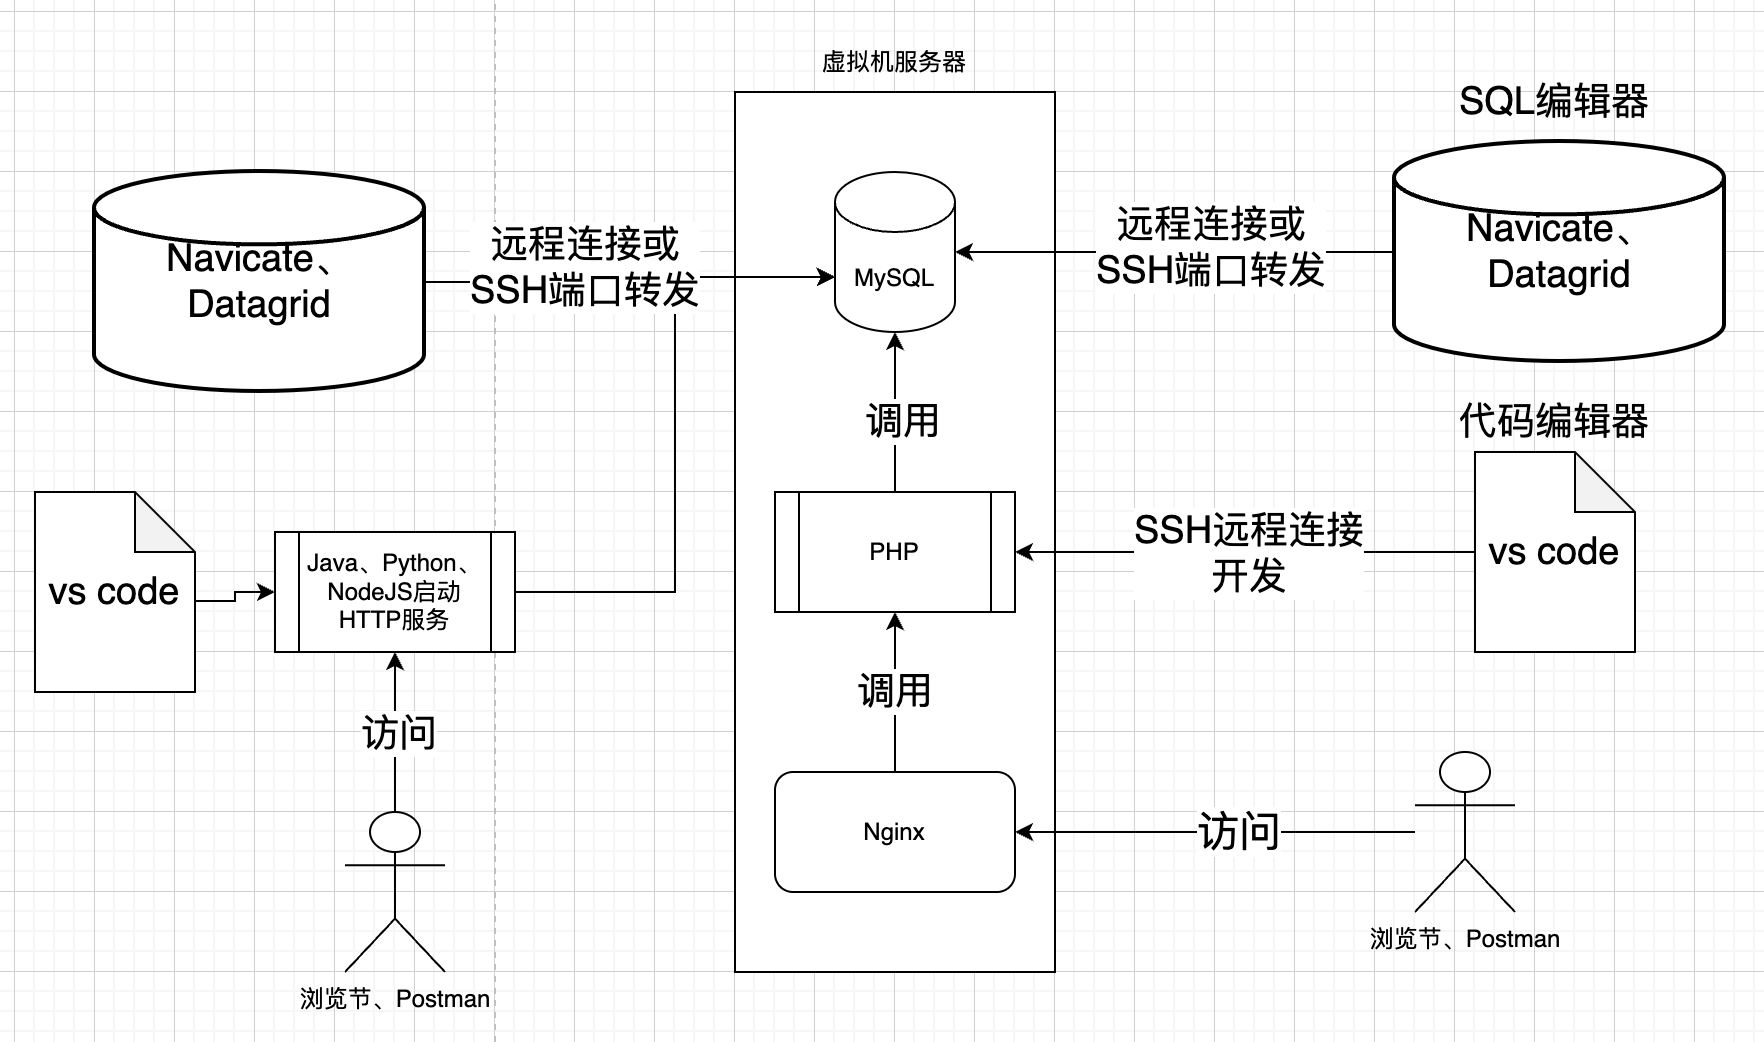 虚拟机服务器
SQL编辑器
Navicate、
Datagrid
远程连接或
SSH端口转发
MySQL
远程连接或
SSH端口转发
Navicate、
Datagrid
调用
代码编辑器
vs code
Java、Python、
NodeJS启动
HTTP服务
PHP
SSH远程连接
开发
vs code
访问
调用
Nginx
访问
浏览节、Postman
浏览节、Postman